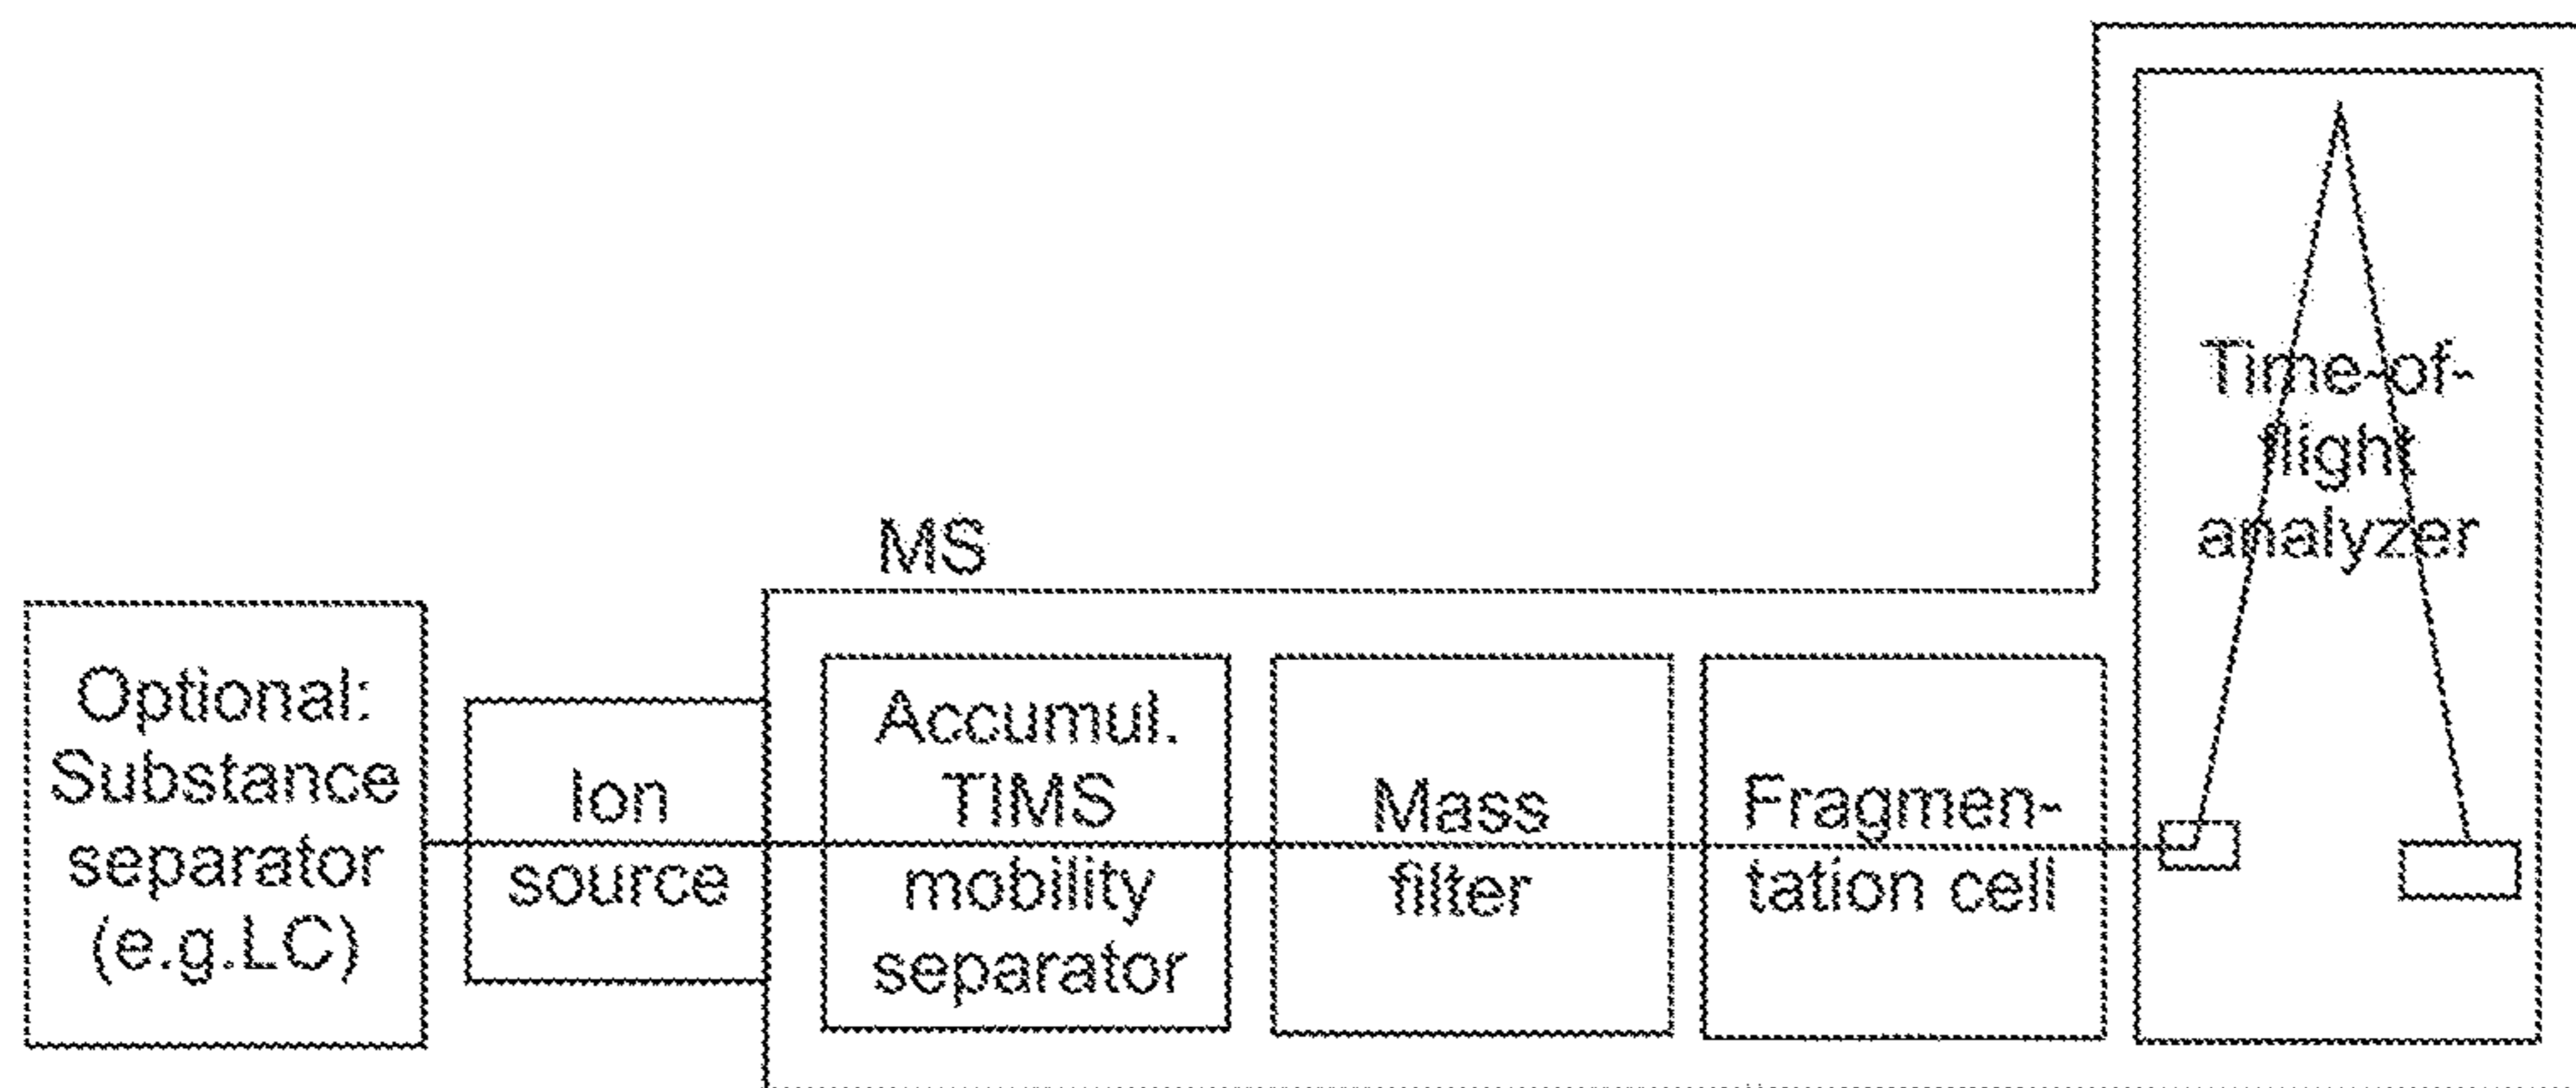 MS
Optional:
Substance
separator
(e.g.LC)
Ion
source
Accumul.
TIMS
mobility
separator
Mass
filter
Fragmen-
tation cell
Time-of-
flight
analyzer